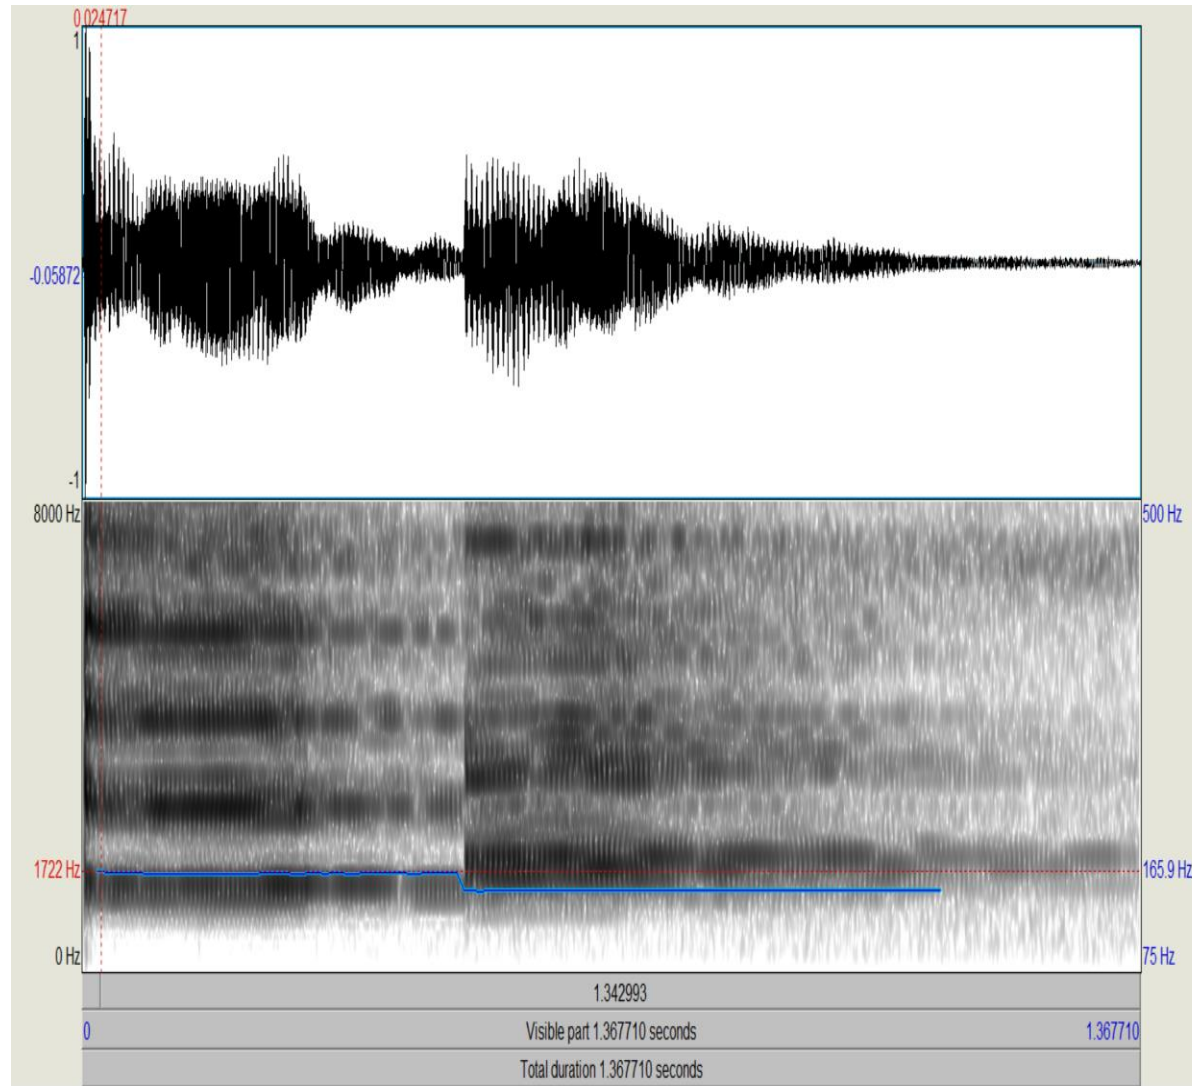 0.024717
1
-0.05872
-1
8000 Hz
500 Hz
1722 Hz
165.9 Hz
0 Hz
75 Hz
1.342993
0
Visible part 1.367710 seconds
1.367710
Total duration 1.367710 seconds